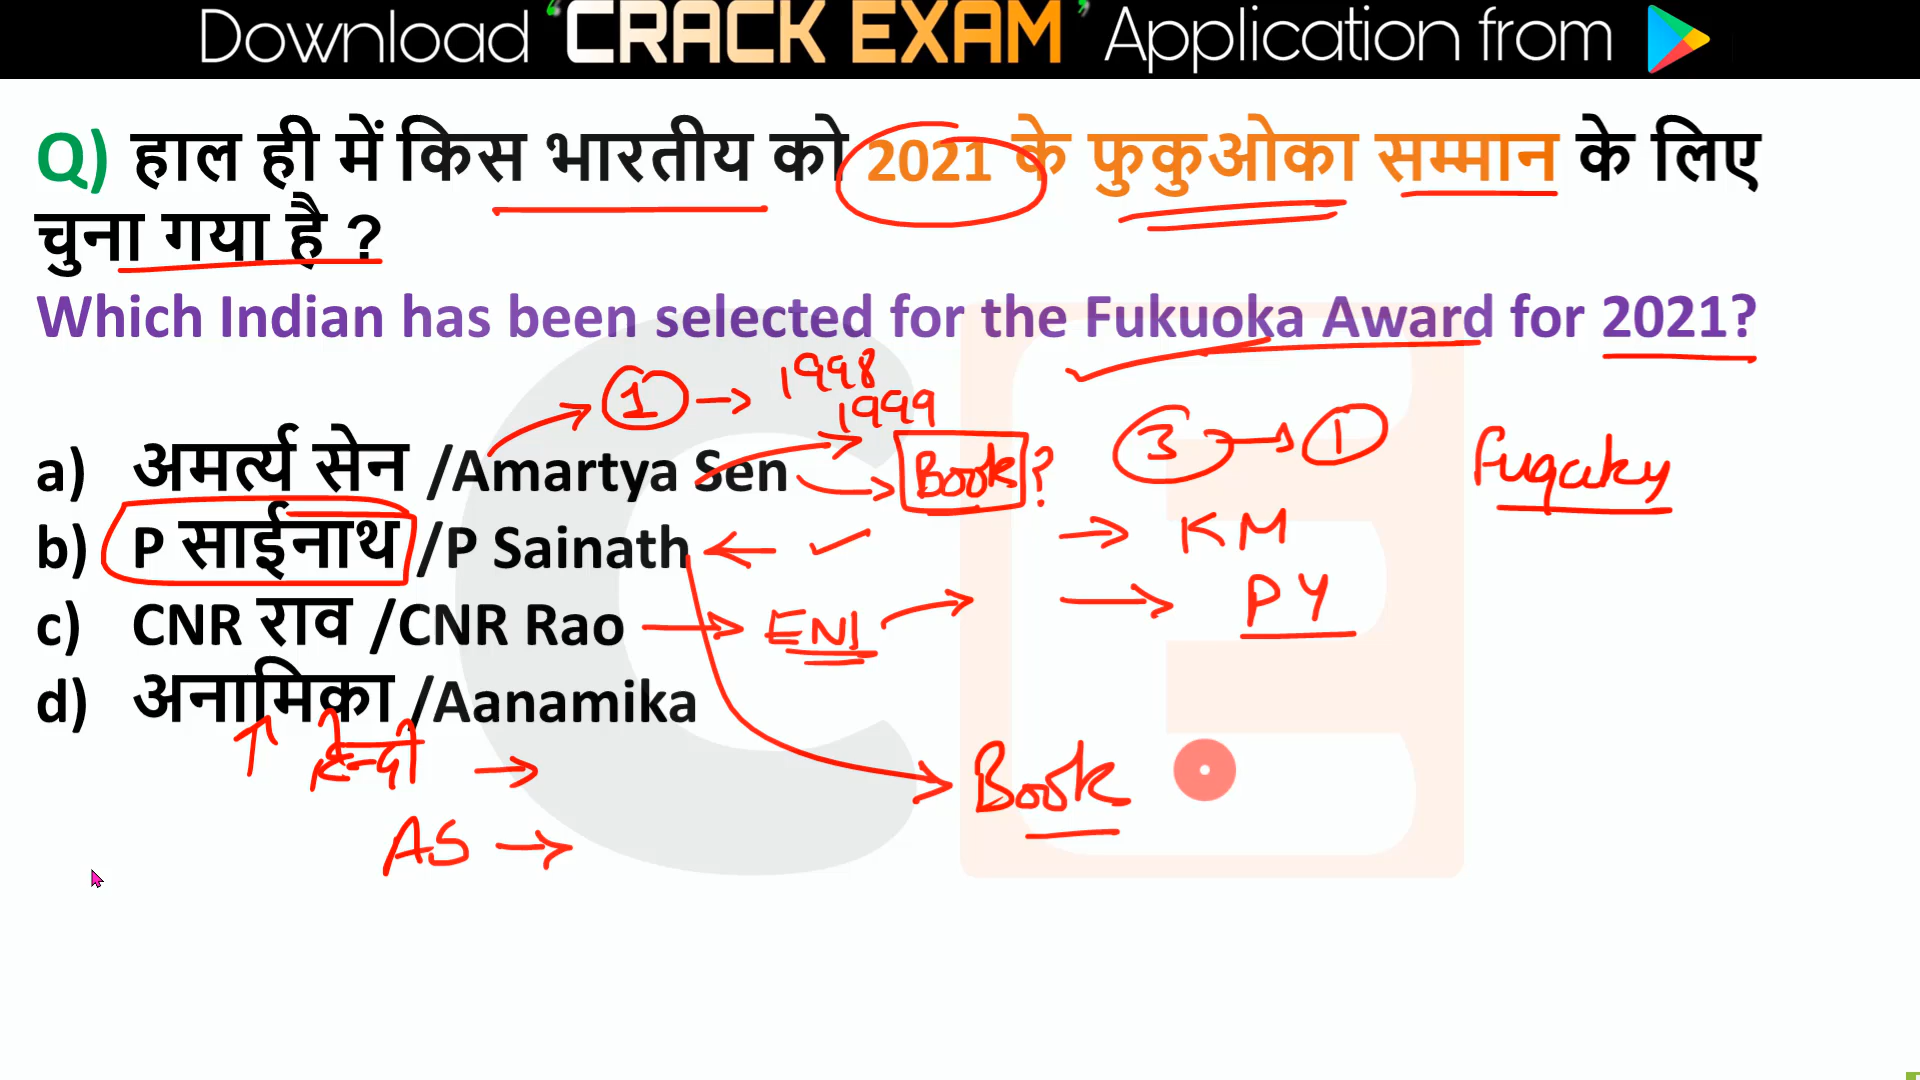 Download 'CRACK EXAM' Application from
Q) हाल ही में किस भारतीय को 2021 के फुकुओका सम्मान के लिए
चुना गया है ?
Which Indian has been selected for the Fukuoka Award for 2021?
1 → 1998
1999
3 → 1
a) अमर्त्य सेन /Amartya Sen
Book ?
Fugaku
b) P साईनाथ /P Sainath
KM
c) CNR राव /CNR Rao
ENI
PY
d) अनामिका /Aanamika
Book
AS